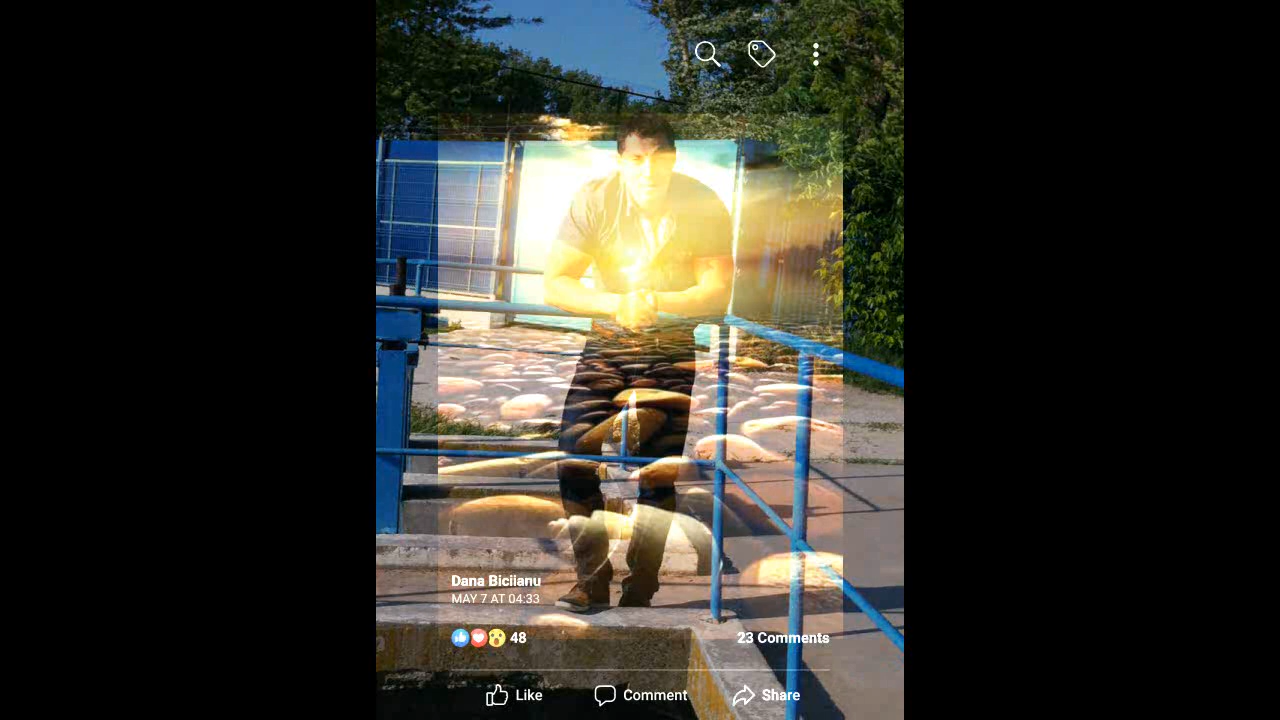 Dana Biciianu
MAY 7 AT 04:33
48
23 Comments
Like
Comment
Share